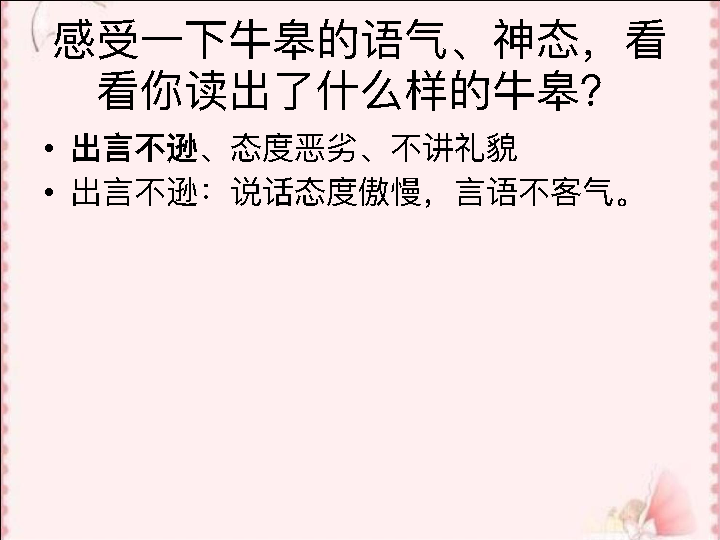 感受一下牛皋的语气、神态，看
看你读出了什么样的牛皋？
• 出言不逊、态度恶劣、不讲礼貌
• 出言不逊：说话态度傲慢，言语不客气。